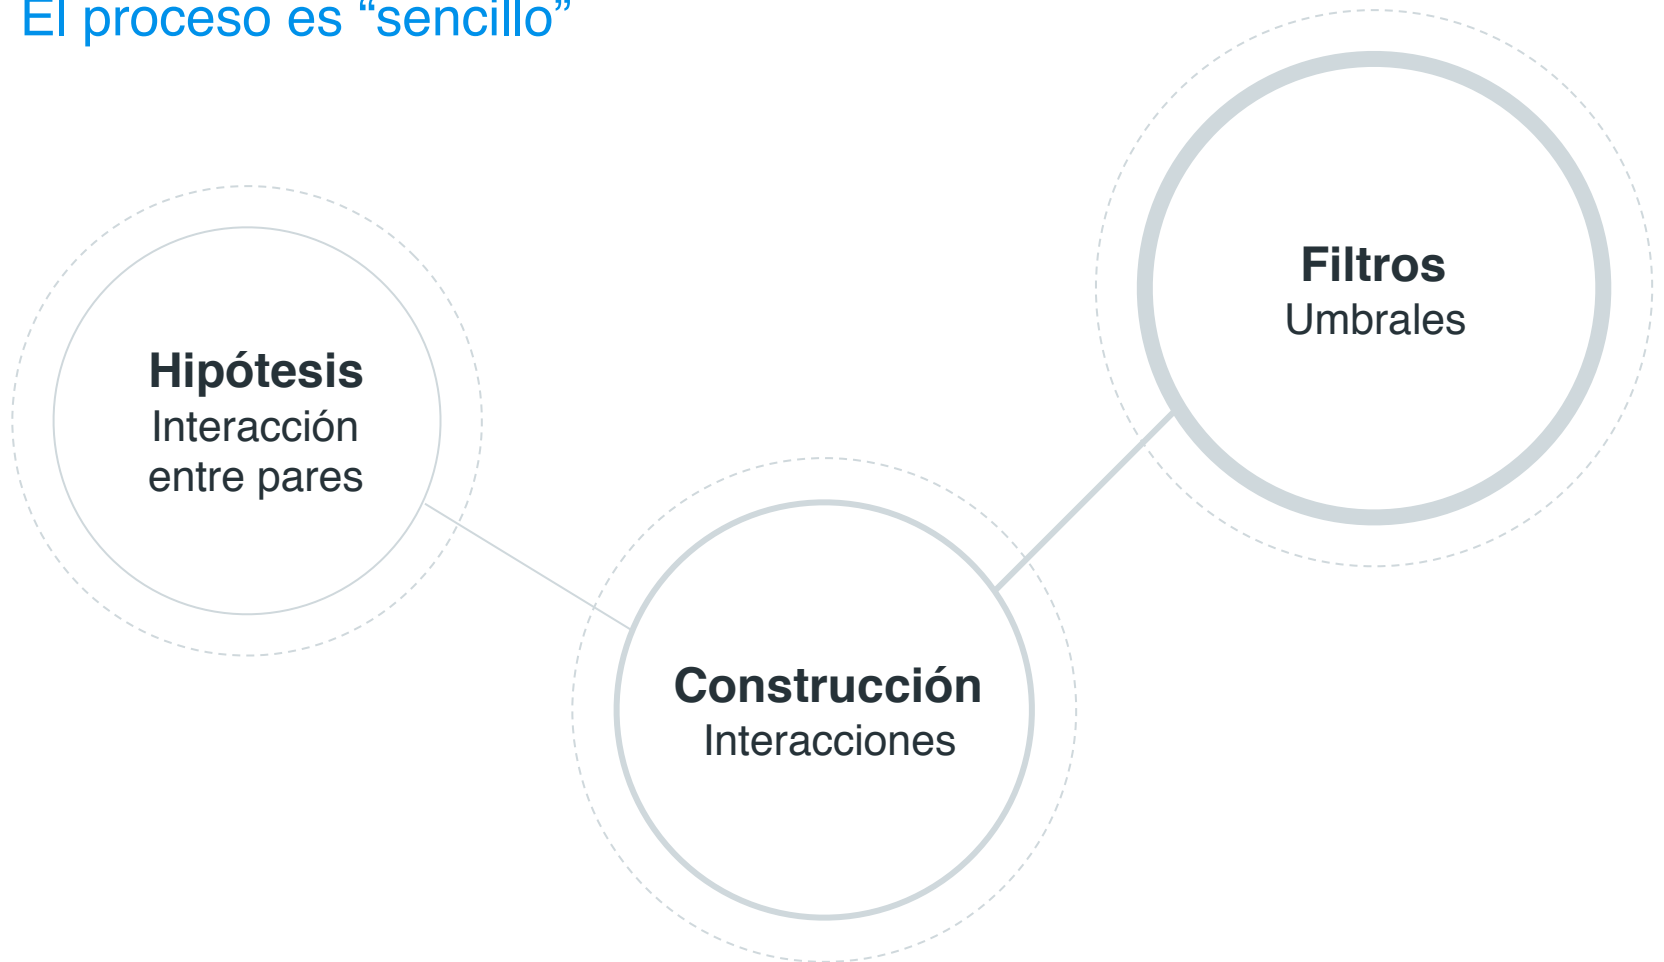 El proceso es “sencillo”
Hipótesis
Interacción
entre pares
Construcción
Interacciones
Filtros
Umbrales